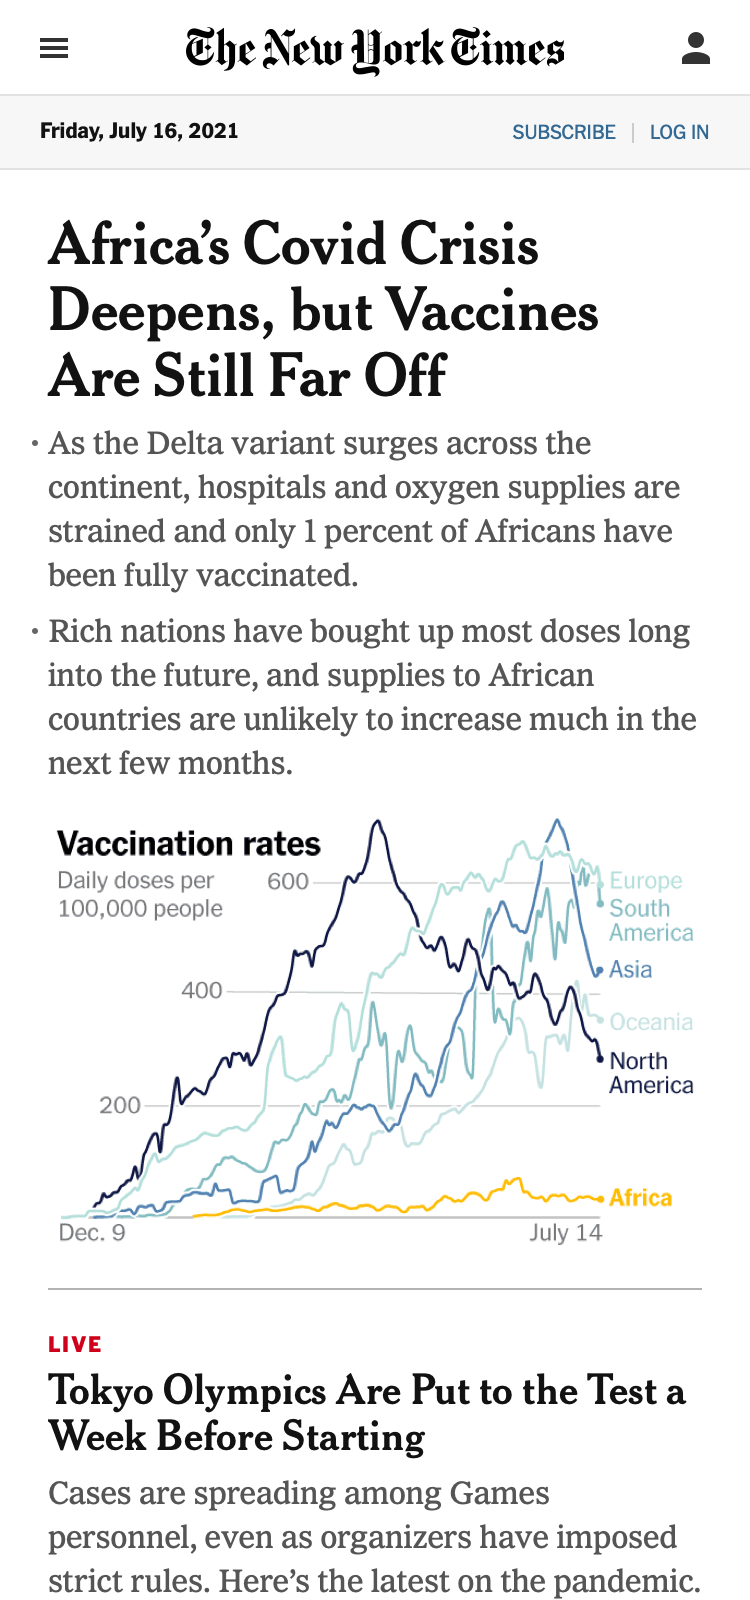 The New York Times
Friday, July 16, 2021
SUBSCRIBE | LOG IN
Africa’s Covid Crisis
Deepens, but Vaccines
Are Still Far Off
• As the Delta variant surges across the
continent, hospitals and oxygen supplies are
strained and only 1 percent of Africans have
been fully vaccinated.
• Rich nations have bought up most doses long
into the future, and supplies to African
countries are unlikely to increase much in the
next few months.
Vaccination rates
Daily doses per
100,000 people
600
400
200
Europe
South
America
Asia
Oceania
North
America
Africa
Dec. 9
July 14
LIVE
Tokyo Olympics Are Put to the Test a
Week Before Starting
Cases are spreading among Games
personnel, even as organizers have imposed
strict rules. Here’s the latest on the pandemic.